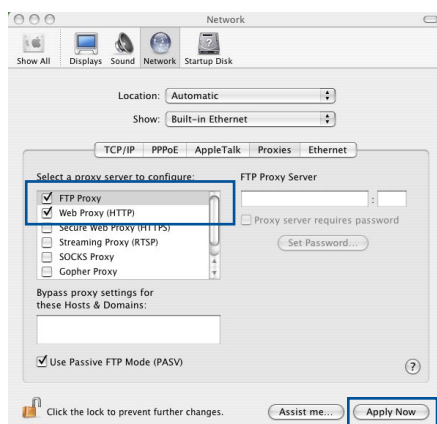 Network
Show All Displays Sound Network Startup Disk
Location: Automatic
Show: Built-in Ethernet
TCP/IP PPPoE AppleTalk Proxies Ethernet
Select a proxy server to configure: FTP Proxy Server
FTP Proxy :
Web Proxy (HTTP) Proxy server requires password
Secure Web Proxy (HTTPS)
Streaming Proxy (RTSP) Set Password...
SOCKS Proxy
Gopher Proxy
Bypass proxy settings for
these Hosts & Domains:
Use Passive FTP Mode (PASV) ?
Click the lock to prevent further changes. Assist me... Apply Now